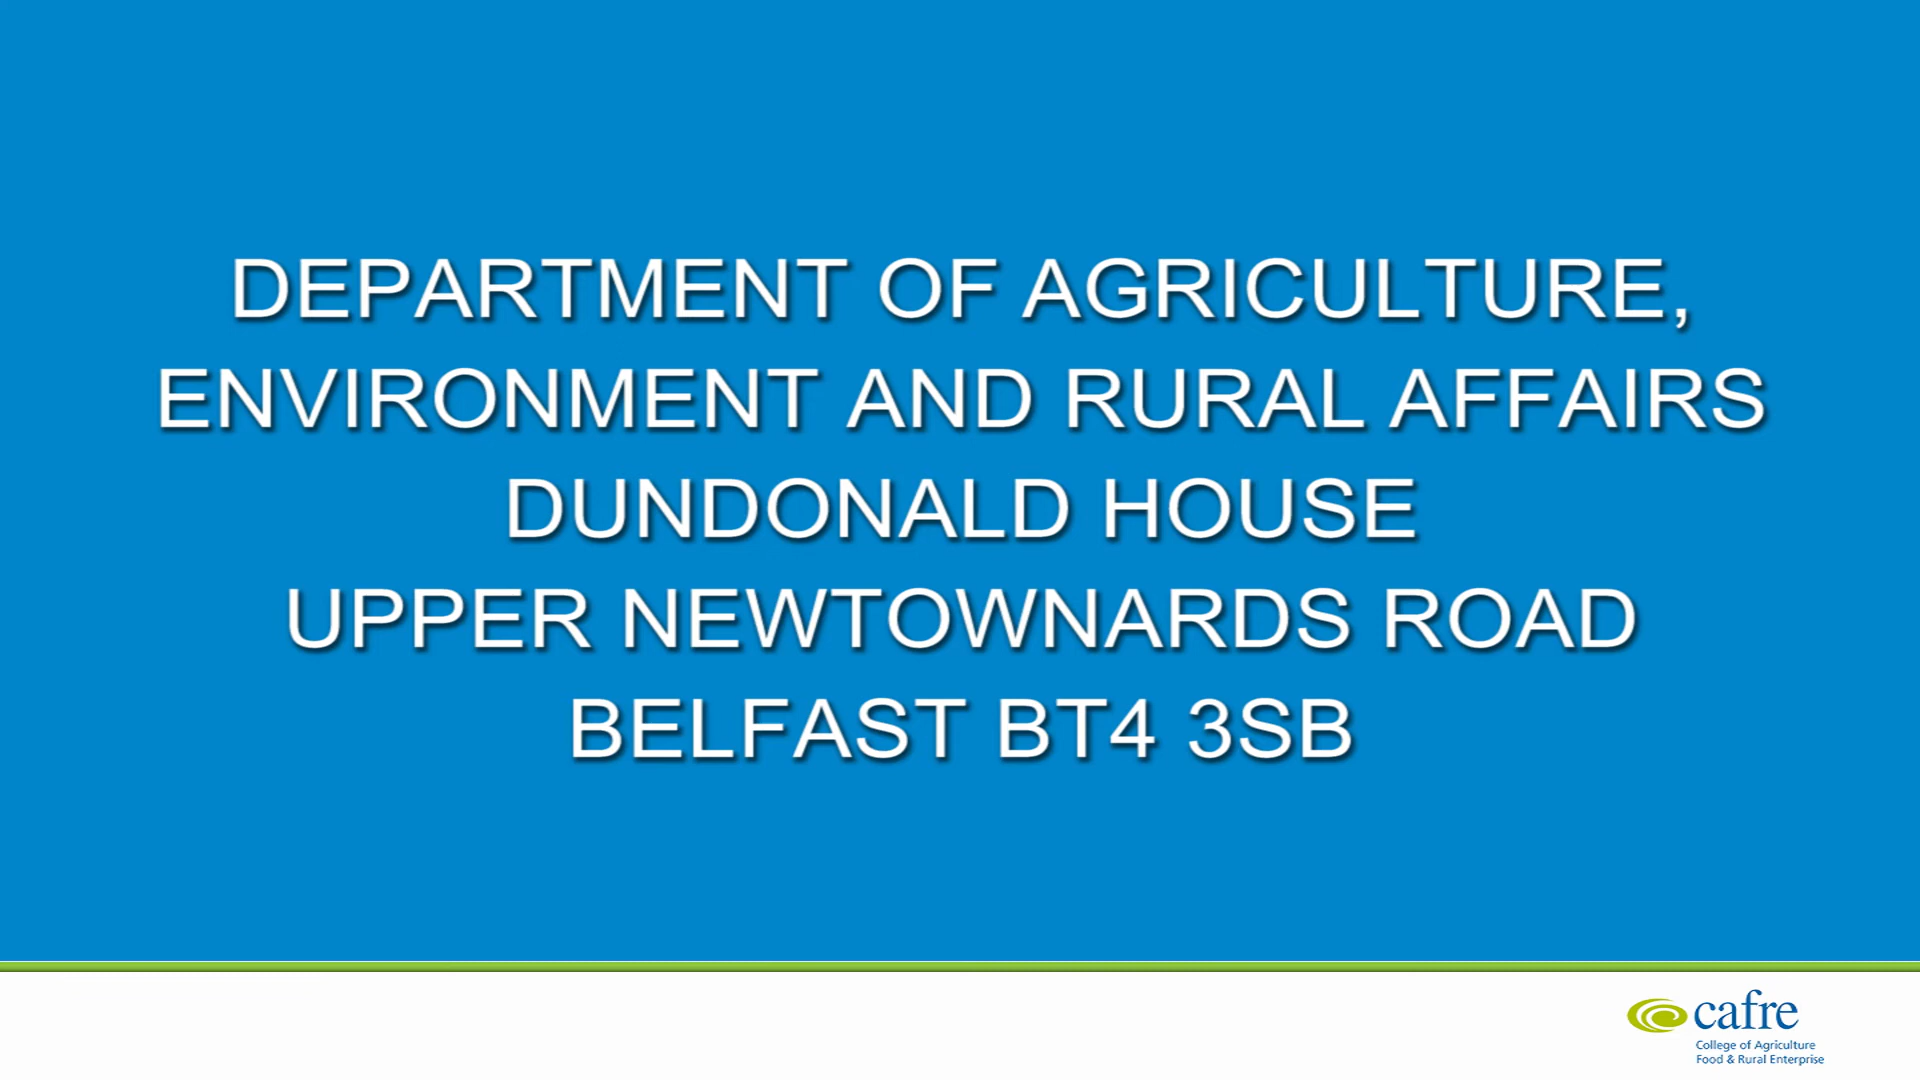 DEPARTMENT OF AGRICULTURE,
ENVIRONMENT AND RURAL AFFAIRS
DUNDONALD HOUSE
UPPER NEWTOWNARDS ROAD
BELFAST BT4 3SB
cafre
College of Agriculture
Food & Rural Enterprise